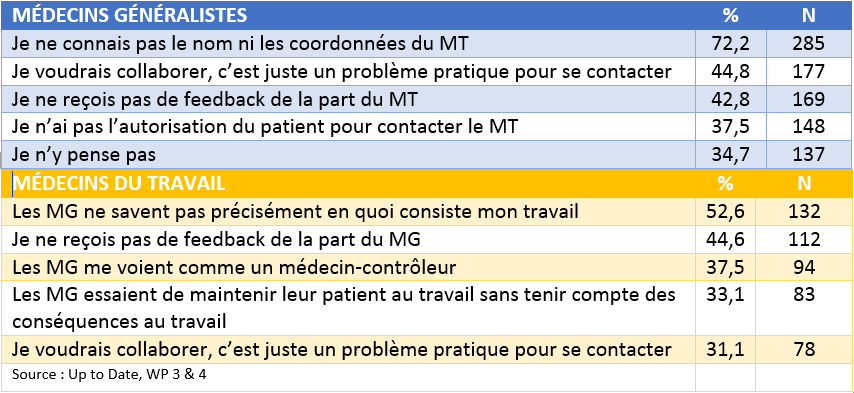 MÉDECINS GÉNÉRALISTES % N
Je ne connais pas le nom ni les coordonnées du MT 72,2 285
Je voudrais collaborer, c’est juste un problème pratique pour se contacter 44,8 177
Je ne reçois pas de feedback de la part du MT 42,8 169
Je n’ai pas l’autorisation du patient pour contacter le MT 37,5 148
Je n’y pense pas 34,7 137
MÉDECINS DU TRAVAIL % N
Les MG ne savent pas précisément en quoi consiste mon travail 52,6 132
Je ne reçois pas de feedback de la part du MG 44,6 112
Les MG me voient comme un médecin-contrôleur 37,5 94
Les MG essaient de maintenir leur patient au travail sans tenir compte des 33,1 83
conséquences au travail
Je voudrais collaborer, c’est juste un problème pratique pour se contacter 31,1 78
Source : Up to Date, WP 3 & 4